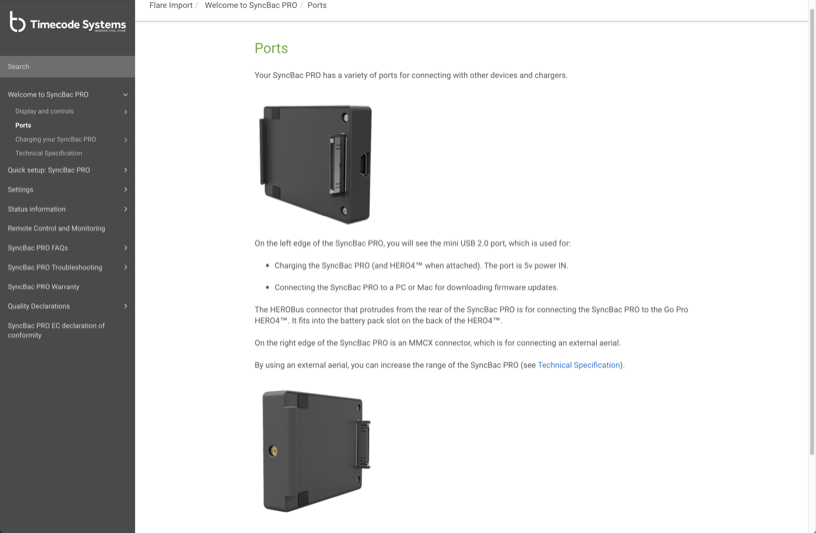 Flare Import / Welcome to SyncBac PRO / Ports
Timecode Systems
Search
Welcome to SyncBac PRO
Display and controls
Ports
Charging your SyncBac PRO
Technical Specification
Quick setup: SyncBac PRO
Settings
Status information
Remote Control and Monitoring
SyncBac PRO FAQs
SyncBac PRO Troubleshooting
SyncBac PRO Warranty
Quality Declarations
SyncBac PRO EC declaration of
conformity
Ports
Your SyncBac PRO has a variety of ports for connecting with other devices and chargers.
On the left edge of the SyncBac PRO, you will see the mini USB 2.0 port, which is used for:
• Charging the SyncBac PRO (and HERO4™ when attached). The port is 5v power IN.
• Connecting the SyncBac PRO to a PC or Mac for downloading firmware updates.
The HEROBus connector that protrudes from the rear of the SyncBac PRO is for connecting the SyncBac PRO to the Go Pro
HERO4™. It fits into the battery pack slot on the back of the HERO4™.
On the right edge of the SyncBac PRO is an MMCX connector, which is for connecting an external aerial.
By using an external aerial, you can increase the range of the SyncBac PRO (see Technical Specification).